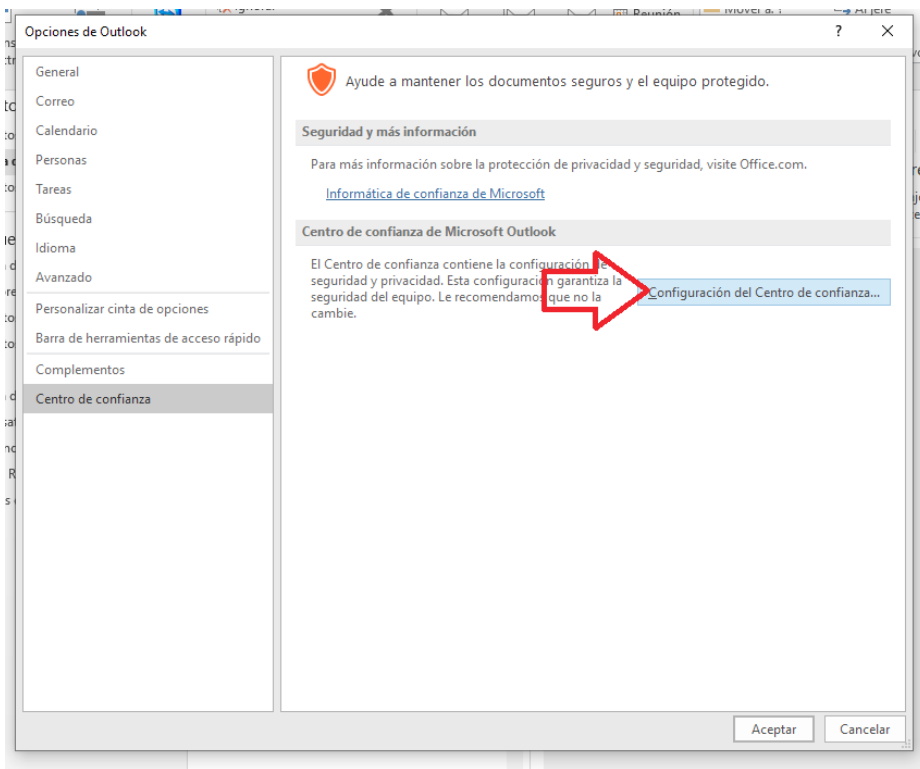 Reunión
Opciones de Outlook
?
General
Correo
Calendario
Personas
Tareas
Búsqueda
Idioma
Avanzado
Personalizar cinta de opciones
Barra de herramientas de acceso rápido
Complementos
Centro de confianza
Ayude a mantener los documentos seguros y el equipo protegido.
Seguridad y más información
Para más información sobre la protección de privacidad y seguridad, visite Office.com.
Informática de confianza de Microsoft
Centro de confianza de Microsoft Outlook
El Centro de confianza contiene la configuración de
seguridad y privacidad. Esta configuración garantiza la
seguridad del equipo. Le recomendamos que no la
cambie.
Configuración del Centro de confianza...
Aceptar
Cancelar